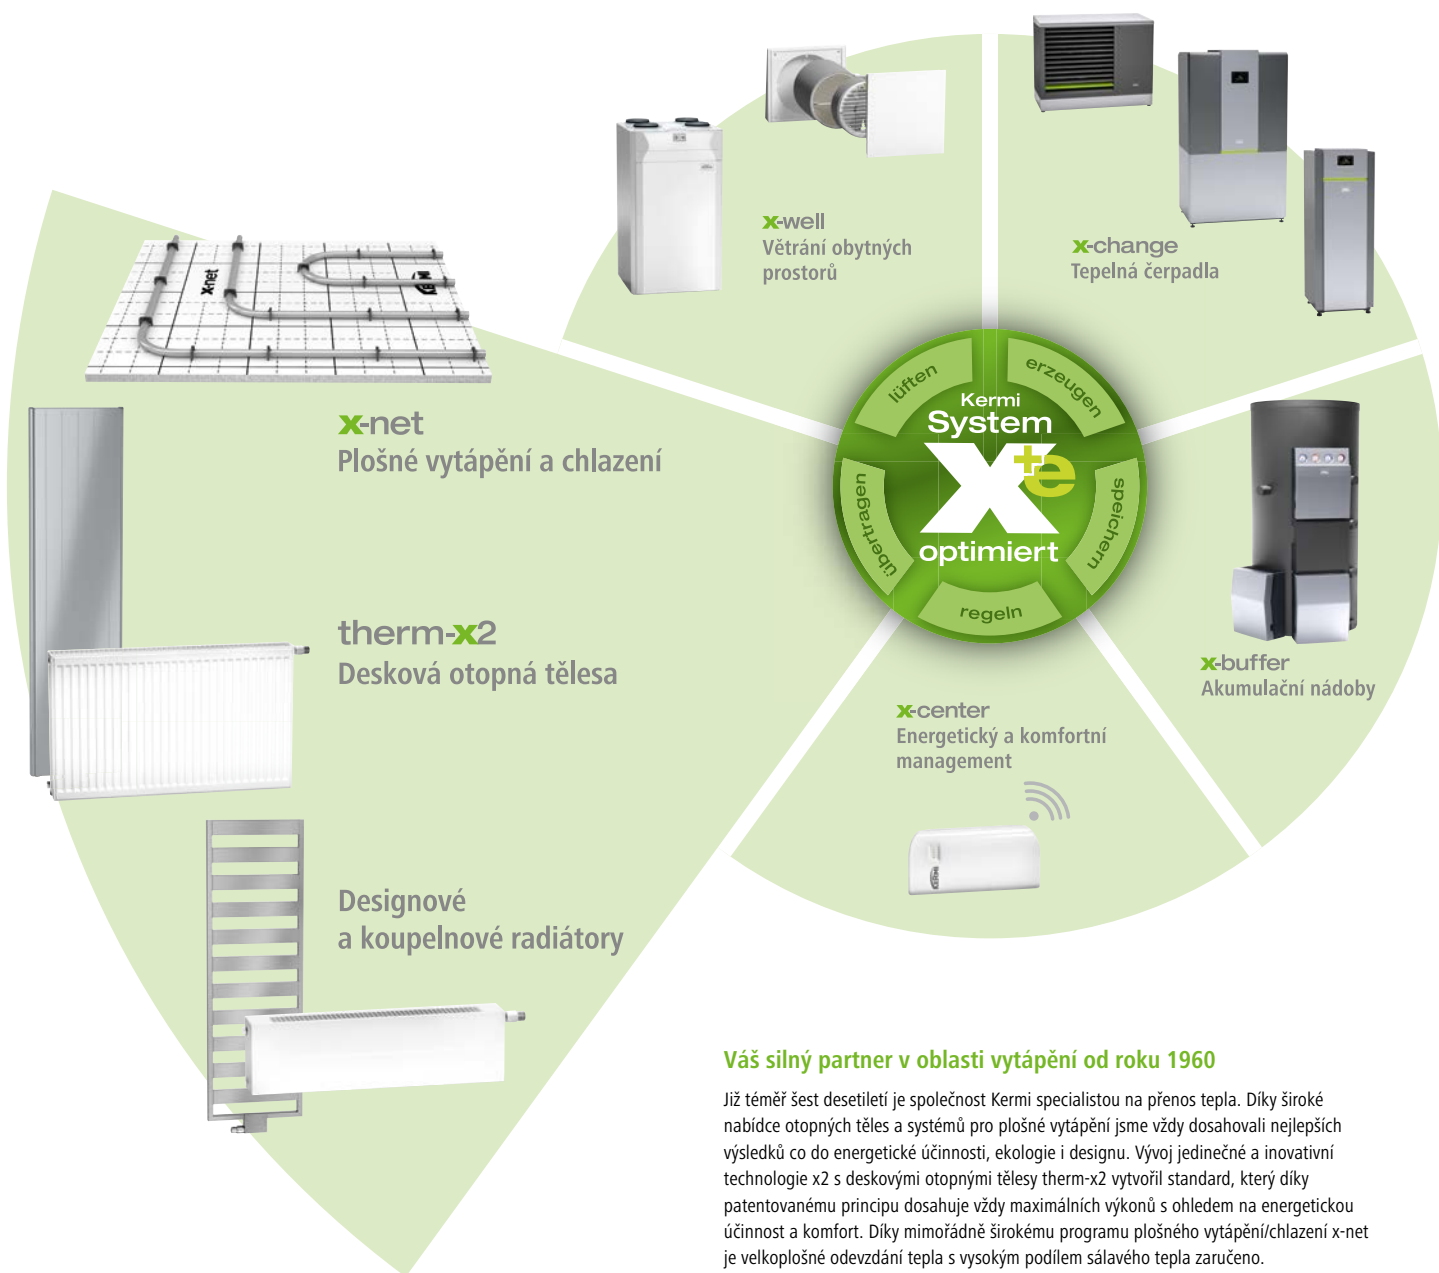 x-well
Větrání obytných
prostorů
x-change
Tepelná čerpadla
x-net
KERMI
x-net
Plošné vytápění a chlazení
therm-x2
Desková otopná tělesa
Designové
a koupelnové radiátory
lüften
erzeugen
speichern
regeln
übertragen
Kermi
System
x+e
optimiert
x-buffer
Akumulační nádoby
x-center
Energetický a komfortní
management
KERMI
Váš silný partner v oblasti vytápění od roku 1960
Již téměř šest desetiletí je společnost Kermi specialistou na přenos tepla. Díky široké
nabídce otopných těles a systémů pro plošné vytápění jsme vždy dosahovali nejlepších
výsledků co do energetické účinnosti, ekologie i designu. Vývoj jedinečné a inovativní
technologie x2 s deskovými otopnými tělesy therm-x2 vytvořil standard, který díky
patentovanému principu dosahuje vždy maximálních výkonů s ohledem na energetickou
účinnost a komfort. Díky mimořádně širokému programu plošného vytápění/chlazení x-net
je velkoplošné odevzdání tepla s vysokým podílem sálavého tepla zaručeno.